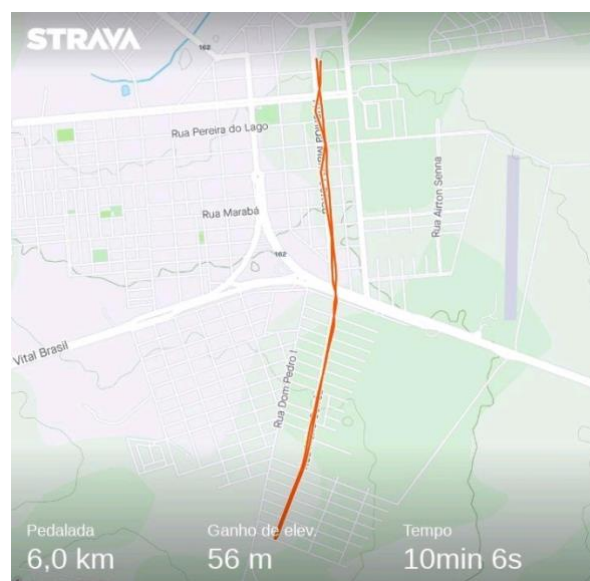 STRAVA
162
Rua Pereira do Lago
Rua Airton Senna
Rua Marabá
162
Vital Brasil
Rua Dom Pedro I
Pedalada
Ganho de elev.
Tempo
6,0 km
56 m
10min 6s